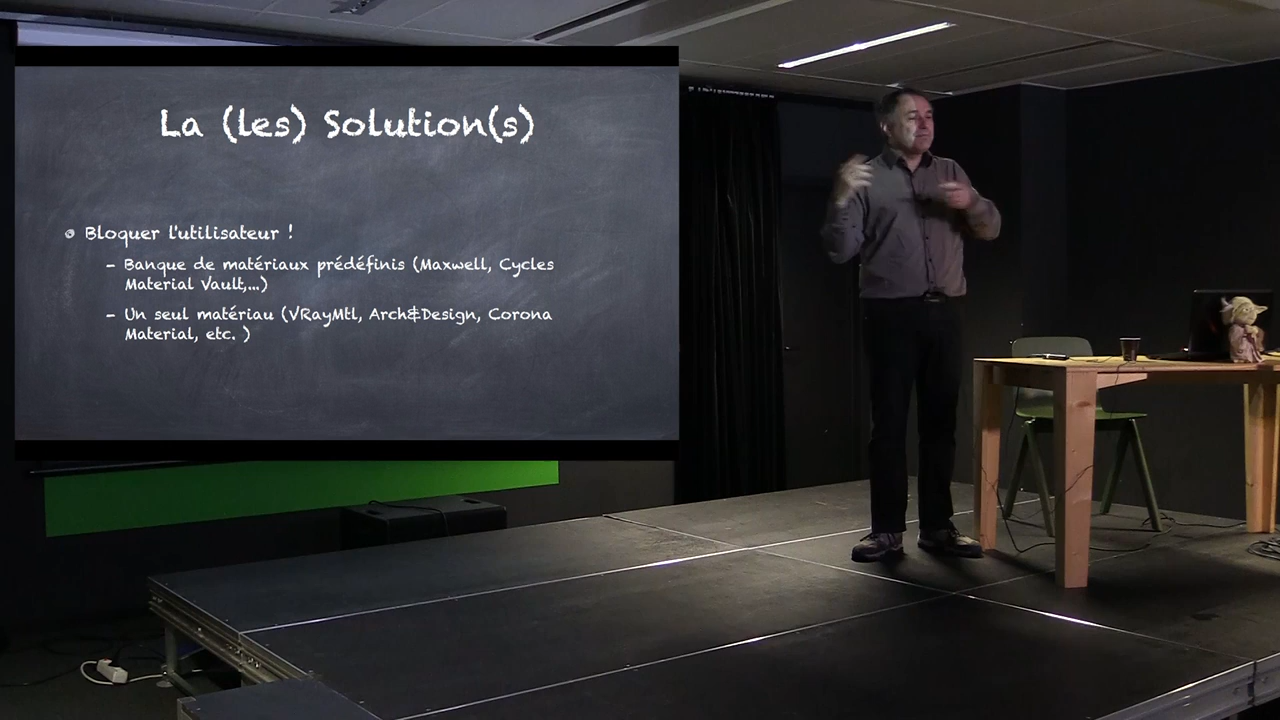 La (les) Solution(s)
Bloquer l'utilisateur !
- Banque de matériaux prédéfinis (Maxwell, Cycles
Material Vault,...)
- Un seul matériau (VRayMtl, Arch&Design, Corona
Material, etc. )